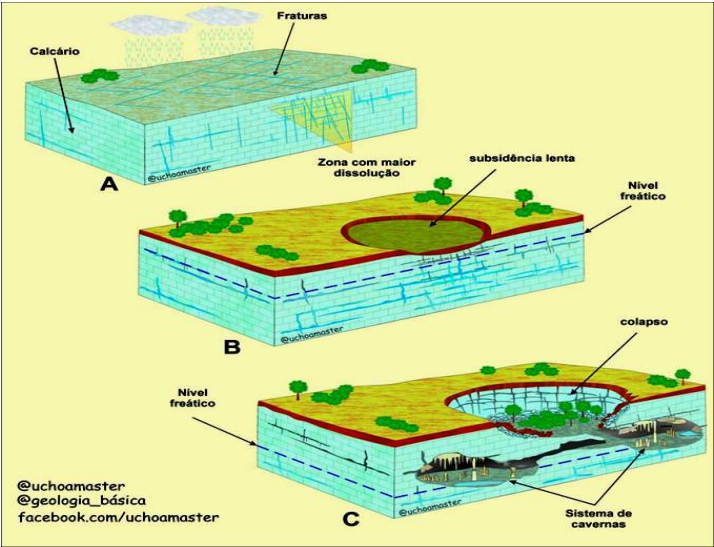 Fraturas
Calcário
Zona com maior
dissolução
@uchoamaster
A
subsidência lenta
Nível
freático
@uchoamaster
B
colapso
Nível
freático
@uchoamaster
Sistema de
cavernas
C
@uchoamaster
@geologia_básica
facebook.com/uchoamaster